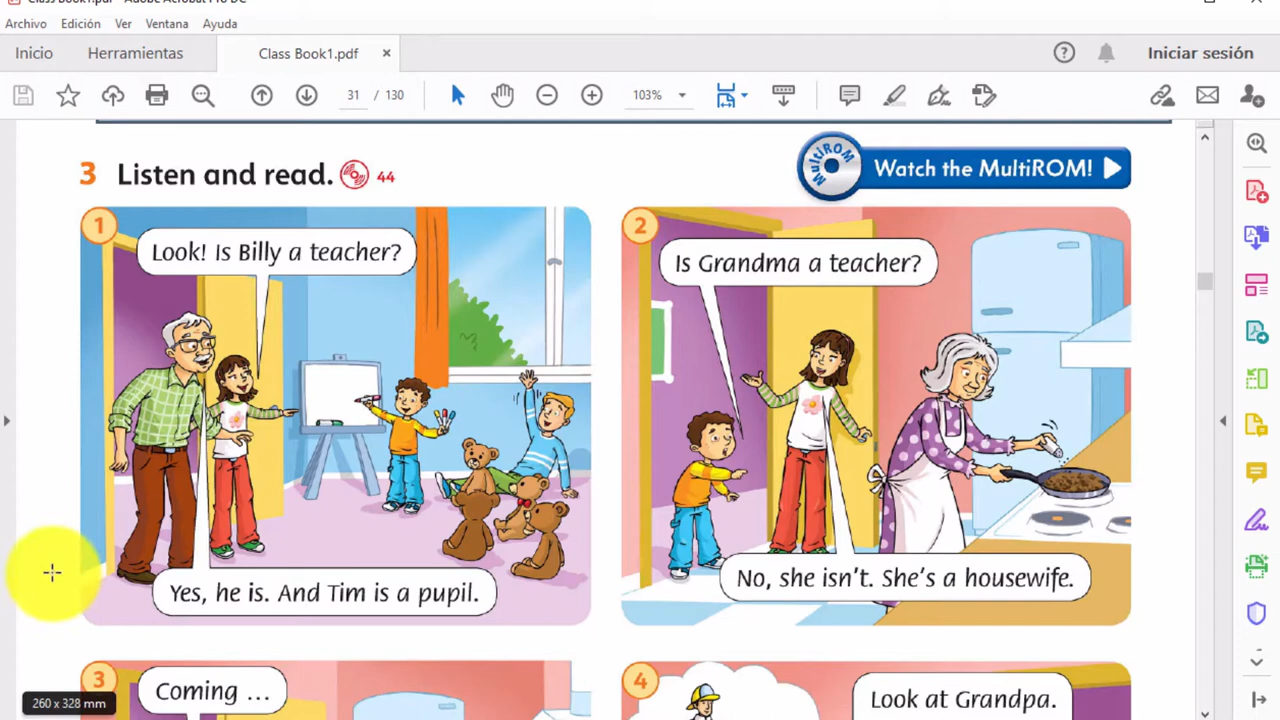 Class Book1.pdf - Adobe Acrobat Pro DC
Archivo Edición Ver Ventana Ayuda
Inicio Herramientas Class Book1.pdf × Iniciar sesión
31 / 130 103%
3 Listen and read. 44
MultiROM Watch the MultiROM!
1
Look! Is Billy a teacher?
Yes, he is. And Tim is a pupil.
2
Is Grandma a teacher?
No, she isn't. She's a housewife.
3
Coming ...
4
Look at Grandpa.
260 x 328 mm